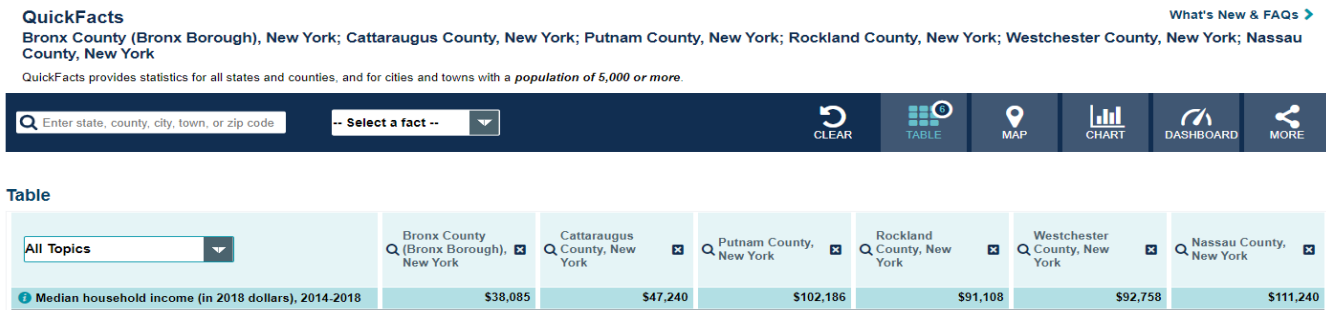 QuickFacts
What's New & FAQs
Bronx County (Bronx Borough), New York; Cattaraugus County, New York; Putnam County, New York; Rockland County, New York; Westchester County, New York; Nassau
County, New York
QuickFacts provides statistics for all states and counties, and for cities and towns with a population of 5,000 or more.
Enter state, county, city, town, or zip code
-- Select a fact --
CLEAR
6
TABLE
MAP
CHART
DASHBOARD
MORE
Table
All Topics
Bronx County
(Bronx Borough),
New York
Cattaraugus
County, New
York
Putnam County,
New York
Rockland
County, New
York
Westchester
County, New
York
Nassau County,
New York
Median household income (in 2018 dollars), 2014-2018 $38,085 $47,240 $102,186 $91,108 $92,758 $111,240